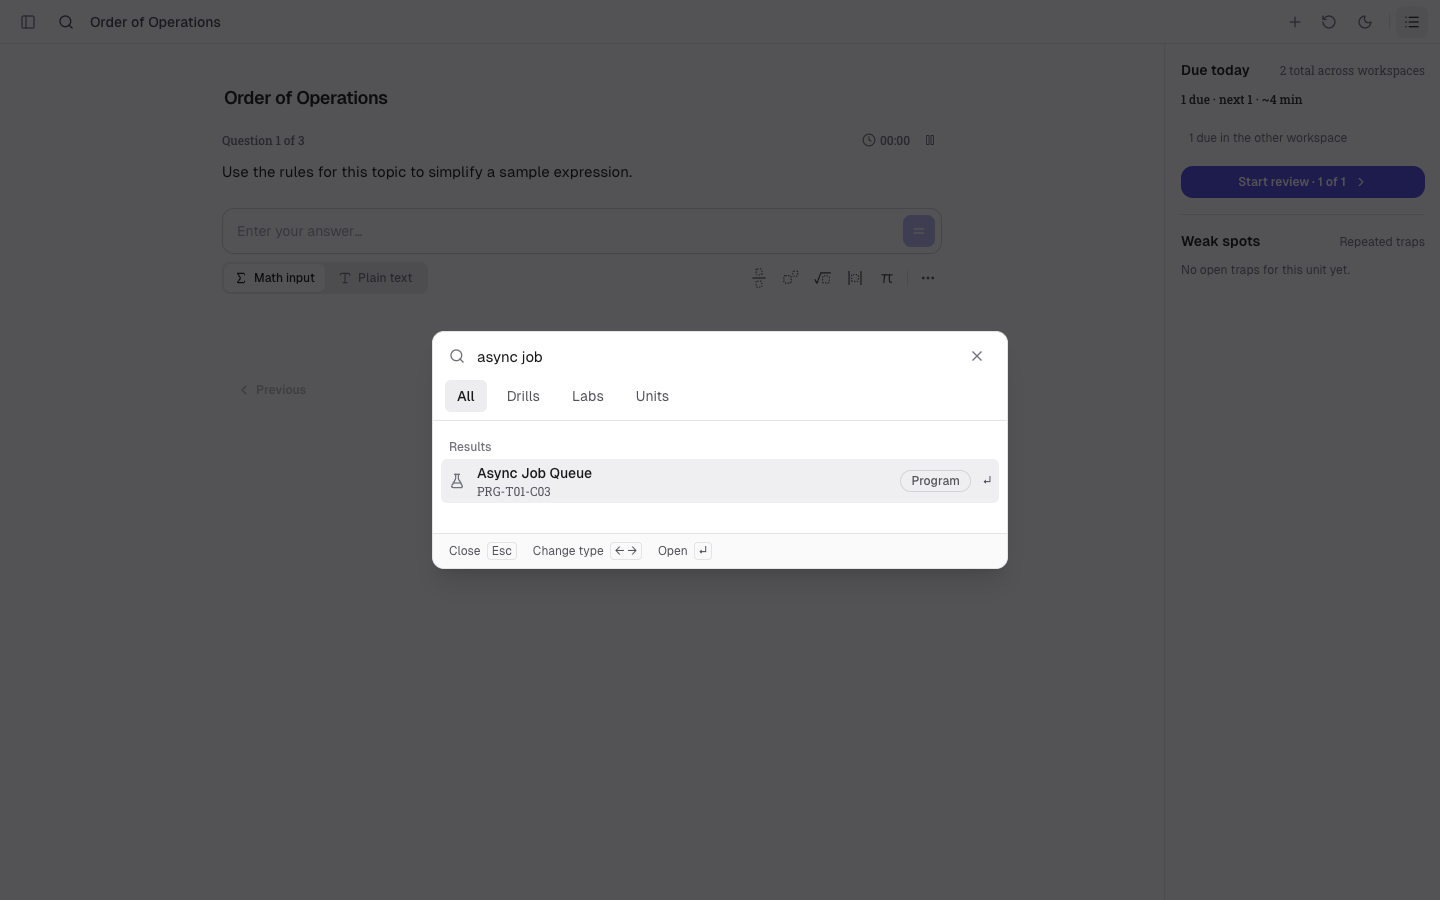 Order of Operations
Due today
2 total across workspaces
1 due · next 1 · ~4 min
1 due in the other workspace
Start review · 1 of 1
Weak spots
Repeated traps
No open traps for this unit yet.
Order of Operations
Question 1 of 3
00:00
Use the rules for this topic to simplify a sample expression.
Enter your answer...
=
Σ Math input
T Plain text
π
Previous
async job
All
Drills
Labs
Units
Results
Async Job Queue
PRG-T01-C03
Program
↵
Close Esc
Change type ← →
Open ↵